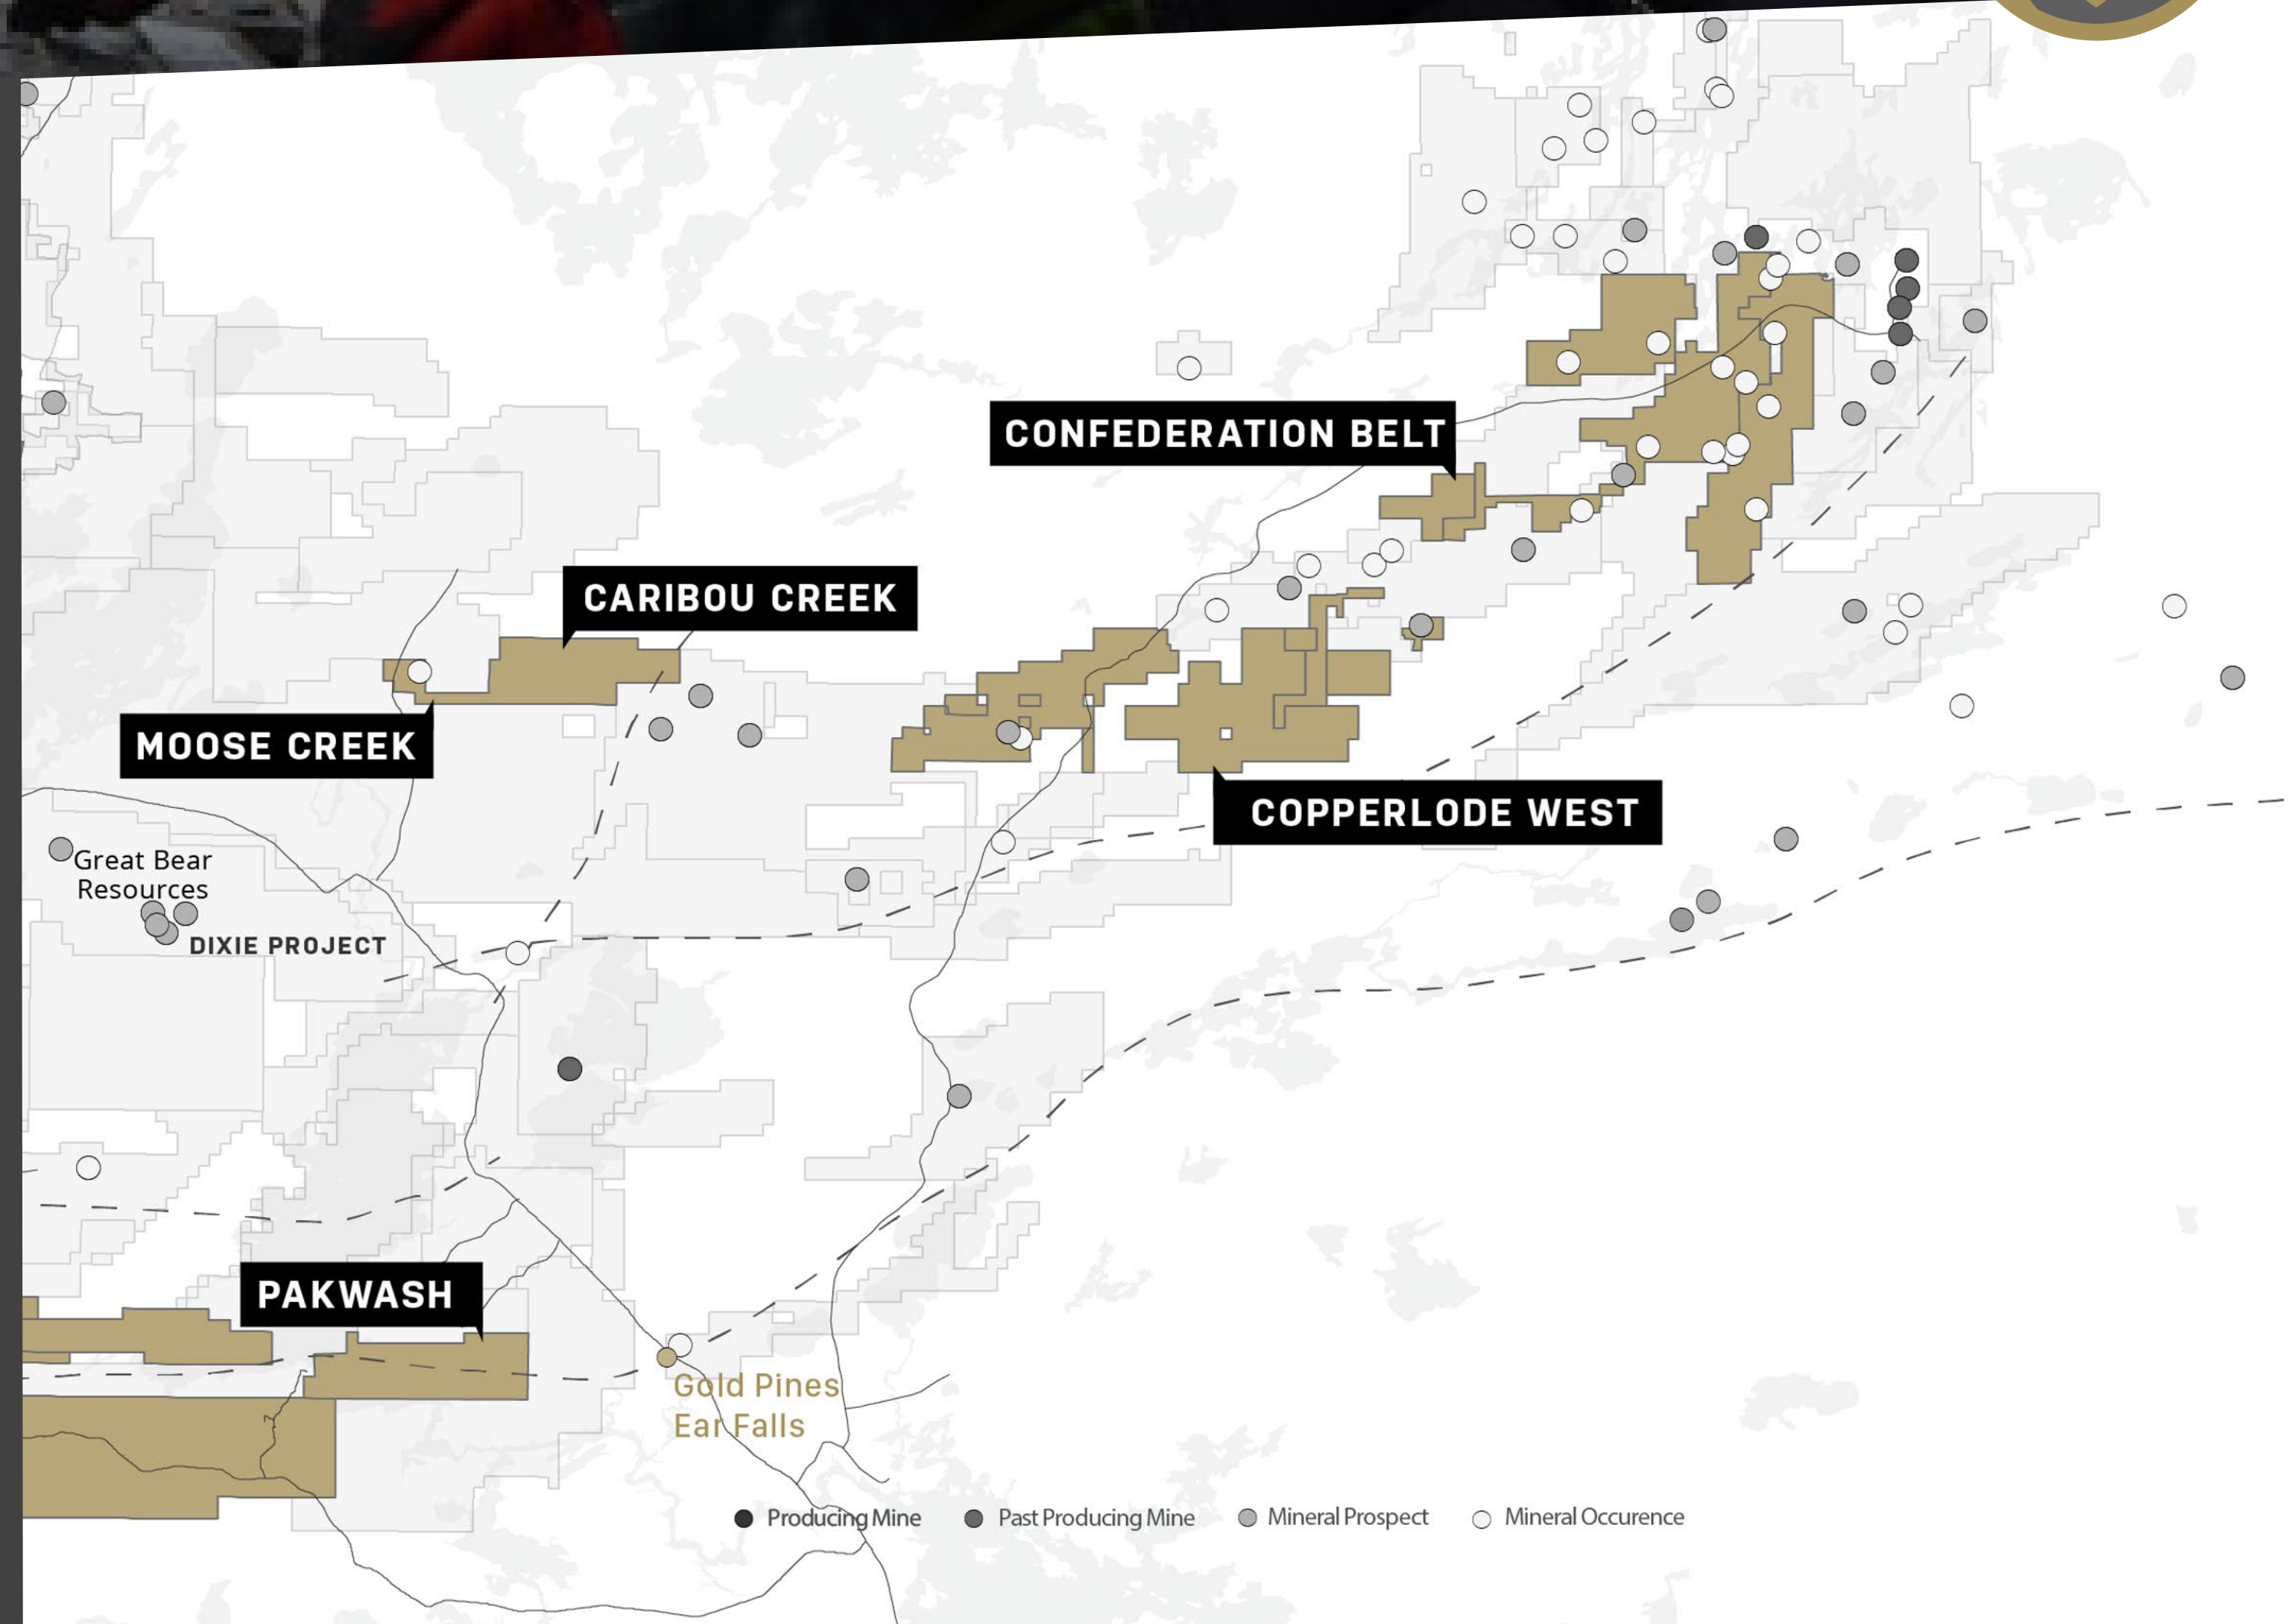 CONFEDERATION BELT
CARIBOU CREEK
MOOSE CREEK
COPPERLODE WEST
Great Bear
Resources
DIXIE PROJECT
PAKWASH
Gold Pines
Ear Falls
Producing Mine
Past Producing Mine
Mineral Prospect
Mineral Occurence